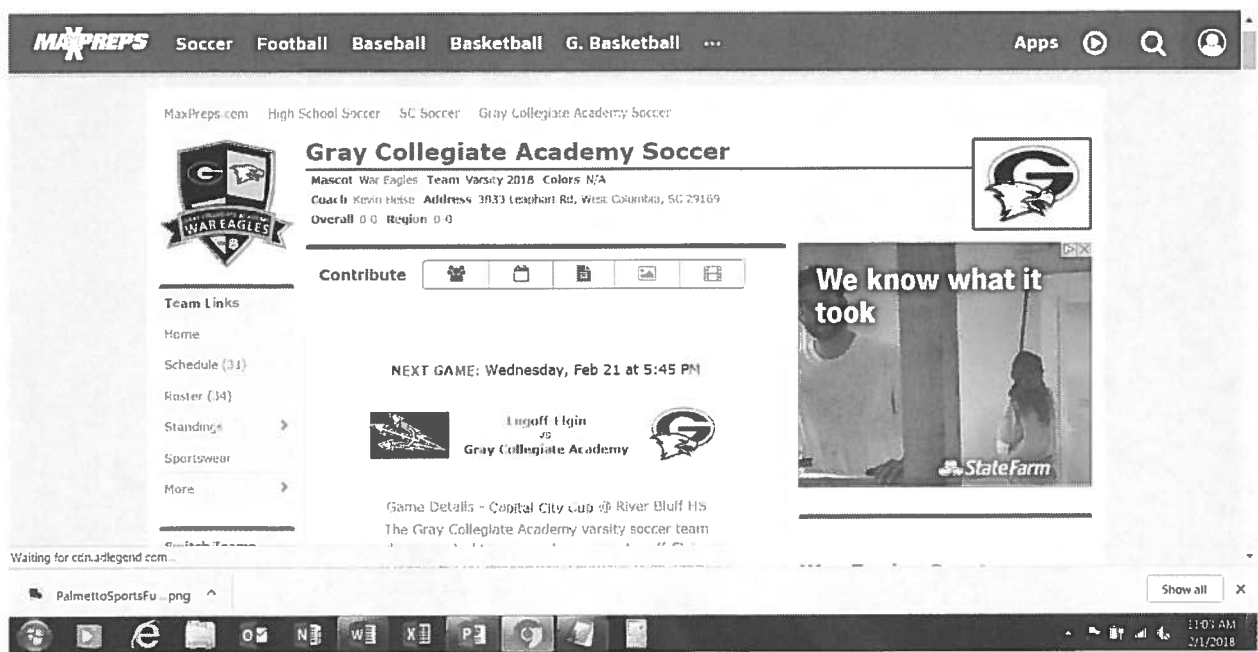 MAXPREPS Soccer Football Baseball Basketball G. Basketball ... Apps
MaxPreps.com High School Soccer SC Soccer Gray Collegiate Academy Soccer
Gray Collegiate Academy Soccer
Mascot War Eagles Team Varsity 2018 Colors N/A
Coach Kevin Heise Address 3833 Leaphart Rd, West Columbia, SC 29169
Overall 0-0 Region 0-0
GRAY COLLEGIATE ACADEMY
WAR EAGLES
Contribute
Team Links
Home
Schedule (31)
Roster (34)
Standings
Sportswear
More
Switch Teams
NEXT GAME: Wednesday, Feb 21 at 5:45 PM
Lugoff Elgin
vs
Gray Collegiate Academy
Game Details - Capital City Cup @ River Bluff HS
The Gray Collegiate Academy varsity soccer team
We know what it
took
StateFarm
Waiting for cdn.adlegend.com...
PalmettoSportsFu....png
Show all
11:03 AM
2/1/2018